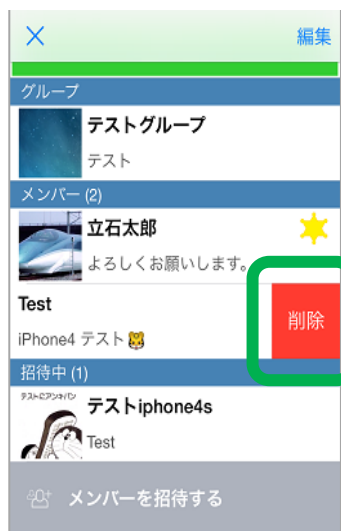 編集
グループ
テストグループ
テスト
メンバー (2)
立石太郎
よろしくお願いします。
Test
iPhone4 テスト🐯
削除
招待中 (1)
テストiphone4s
Test
メンバーを招待する